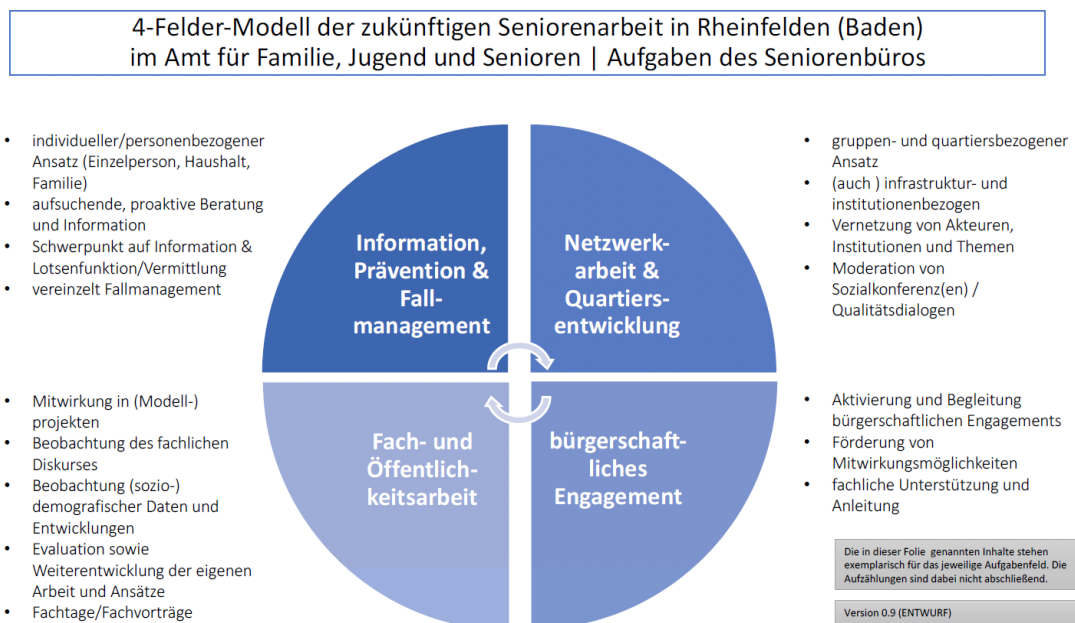 4-Felder-Modell der zukünftigen Seniorenarbeit in Rheinfelden (Baden)
im Amt für Familie, Jugend und Senioren | Aufgaben des Seniorenbüros
• individueller/personenbezogener
Ansatz (Einzelperson, Haushalt,
Familie)
• aufsuchende, proaktive Beratung
und Information
• Schwerpunkt auf Information &
Lotsenfunktion/Vermittlung
• vereinzelt Fallmanagement
Information,
Prävention &
Fall-
management
Netzwerk-
arbeit &
Quartiers-
entwicklung
• gruppen- und quartiersbezogener
Ansatz
• (auch ) infrastruktur- und
institutionenbezogen
• Vernetzung von Akteuren,
Institutionen und Themen
• Moderation von
Sozialkonferenz(en) /
Qualitätsdialogen
• Mitwirkung in (Modell-)
projekten
• Beobachtung des fachlichen
Diskurses
• Beobachtung (sozio-)
demografischer Daten und
Entwicklungen
• Evaluation sowie
Weiterentwicklung der eigenen
Arbeit und Ansätze
• Fachtage/Fachvorträge
Fach- und
Öffentlich-
keitsarbeit
bürgerschaft-
liches
Engagement
• Aktivierung und Begleitung
bürgerschaftlichen Engagements
• Förderung von
Mitwirkungsmöglichkeiten
• fachliche Unterstützung und
Anleitung
Die in dieser Folie genannten Inhalte stehen
exemplarisch für das jeweilige Aufgabenfeld. Die
Aufzählungen sind dabei nicht abschließend.
Version 0.9 (ENTWURF)